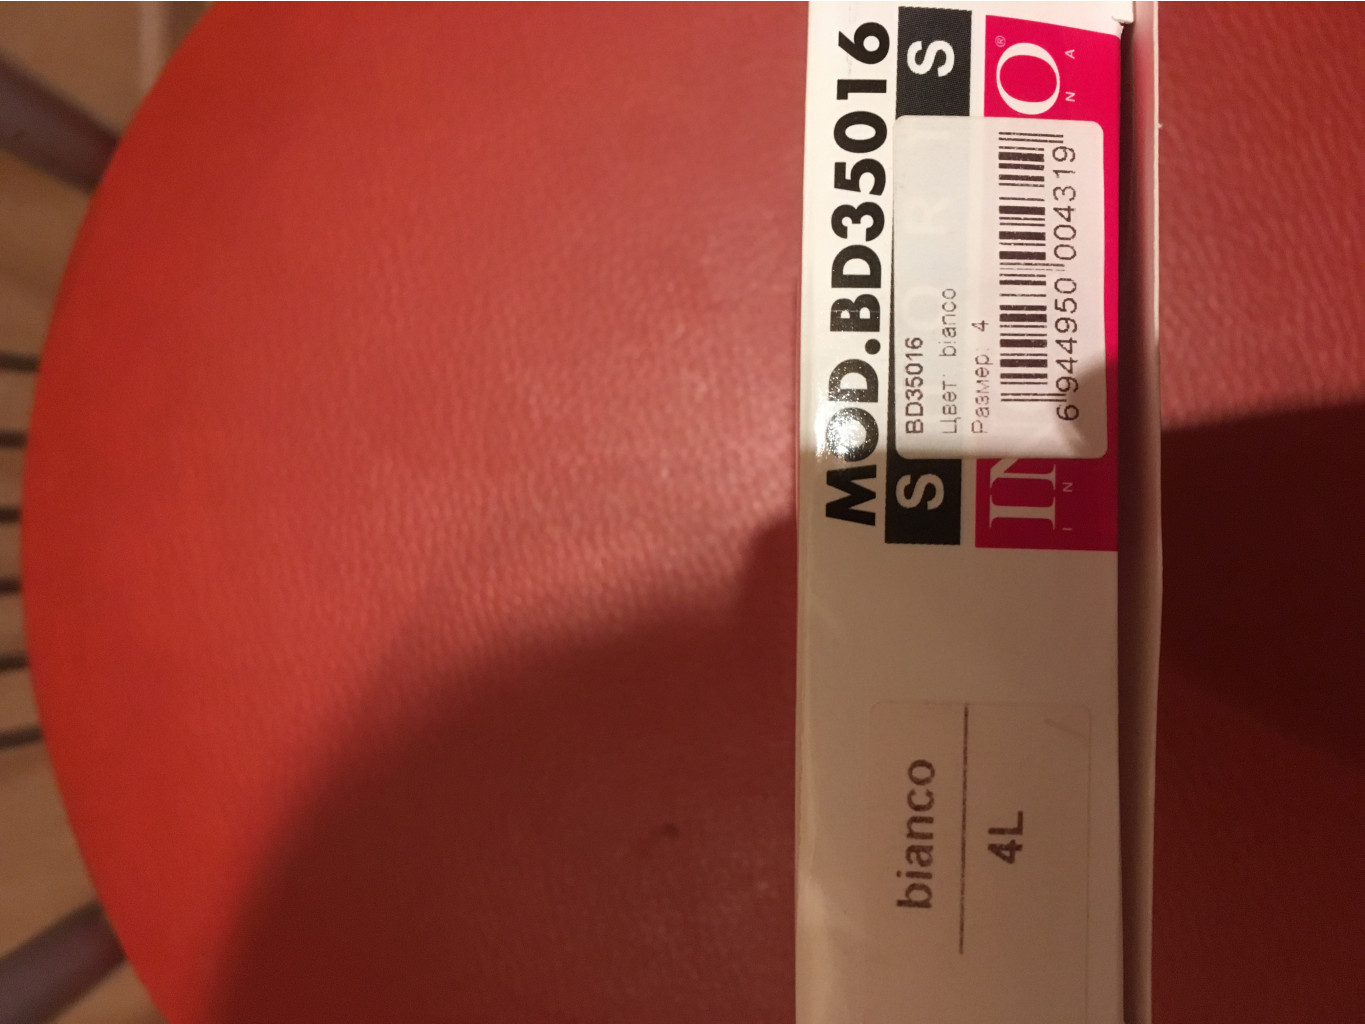 MOD.BD35016
S S
BD35016
Цвет: bianco
Размер: 4
6 944950 004319
bianco
4L